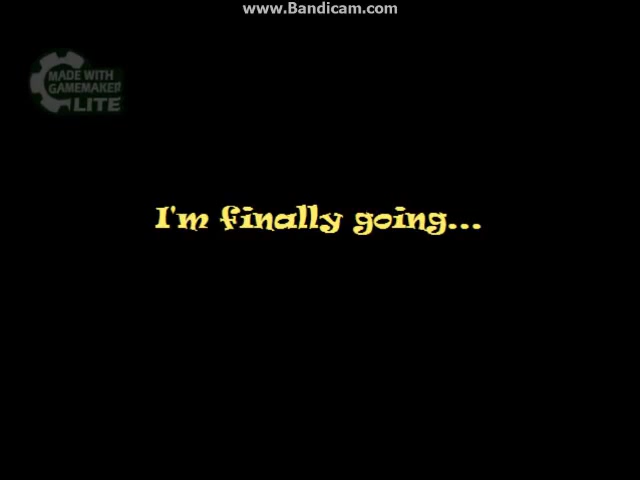 www.Bandicam.com
MADE WITH
GAMEMAKER
LITE
I'm finally going...